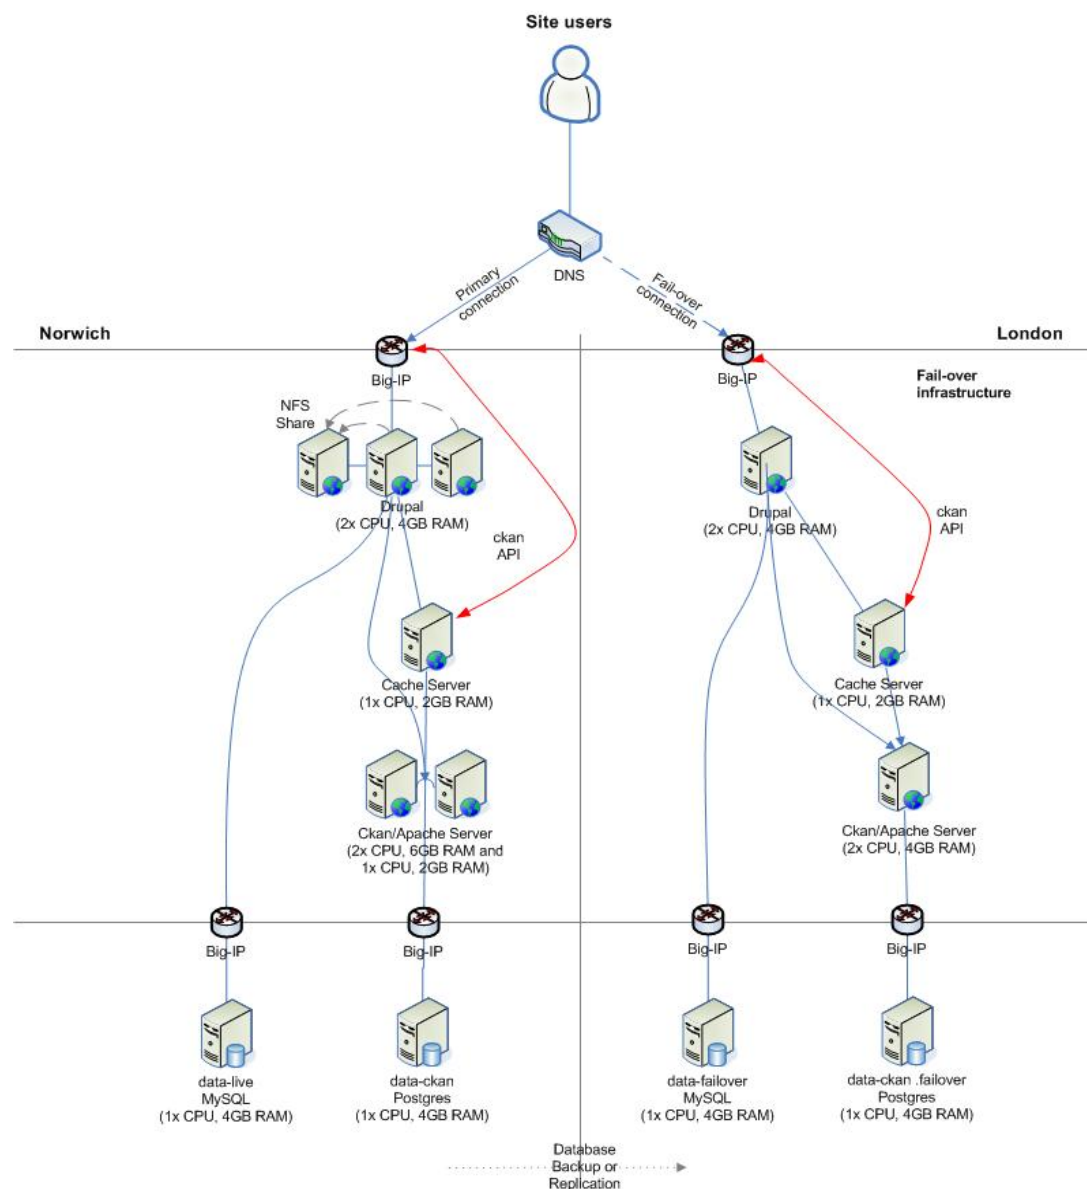 Site users
DNS
Primary
connection
Fail-over
connection
Norwich
London
Big-IP
Big-IP
Fail-over
infrastructure
NFS
Share
Drupal
(2x CPU, 4GB RAM)
Drupal
(2x CPU, 4GB RAM)
ckan
API
ckan
API
Cache Server
(1x CPU, 2GB RAM)
Cache Server
(1x CPU, 2GB RAM)
Ckan/Apache Server
(2x CPU, 6GB RAM and
1x CPU, 2GB RAM)
Ckan/Apache Server
(2x CPU, 4GB RAM)
Big-IP
Big-IP
Big-IP
Big-IP
data-live
MySQL
(1x CPU, 4GB RAM)
data-ckan
Postgres
(1x CPU, 4GB RAM)
data-failover
MySQL
(1x CPU, 4GB RAM)
data-ckan .failover
Postgres
(1x CPU, 4GB RAM)
Database
Backup or
Replication